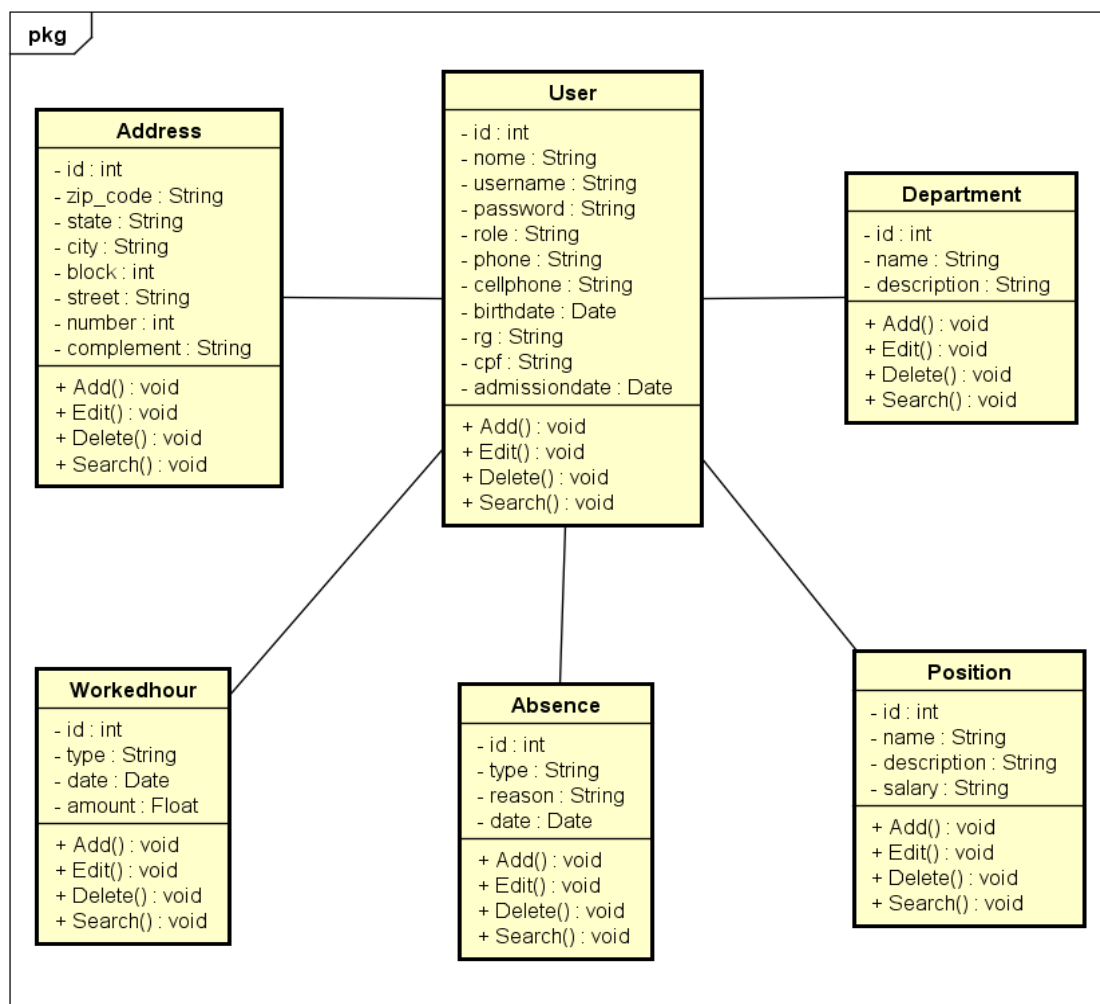 pkg
User
- id : int
- nome : String
- username : String
- password : String
- role : String
- phone : String
- cellphone : String
- birthdate : Date
- rg : String
- cpf : String
- admissiondate : Date
+ Add() : void
+ Edit() : void
+ Delete() : void
+ Search() : void
Address
- id : int
- zip_code : String
- state : String
- city : String
- block : int
- street : String
- number : int
- complement : String
+ Add() : void
+ Edit() : void
+ Delete() : void
+ Search() : void
Department
- id : int
- name : String
- description : String
+ Add() : void
+ Edit() : void
+ Delete() : void
+ Search() : void
Workedhour
- id : int
- type : String
- date : Date
- amount : Float
+ Add() : void
+ Edit() : void
+ Delete() : void
+ Search() : void
Absence
- id : int
- type : String
- reason : String
- date : Date
+ Add() : void
+ Edit() : void
+ Delete() : void
+ Search() : void
Position
- id : int
- name : String
- description : String
- salary : String
+ Add() : void
+ Edit() : void
+ Delete() : void
+ Search() : void